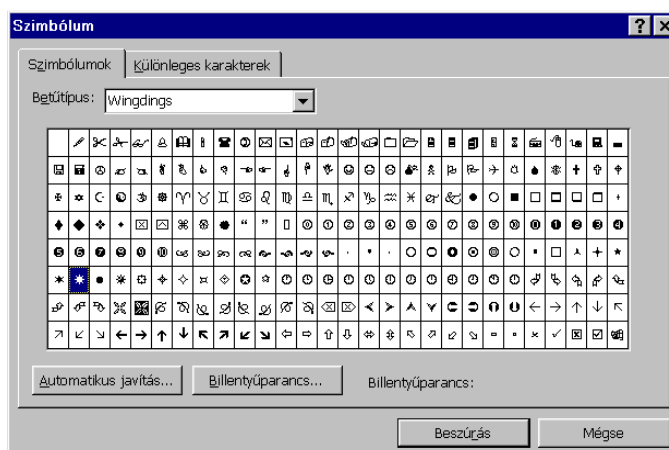 Szimbólum
Szimbólumok
Különleges karakterek
Betűtípus:
Wingdings
Automatikus javítás...
Billentyűparancs...
Billentyűparancs:
Beszúrás
Mégse